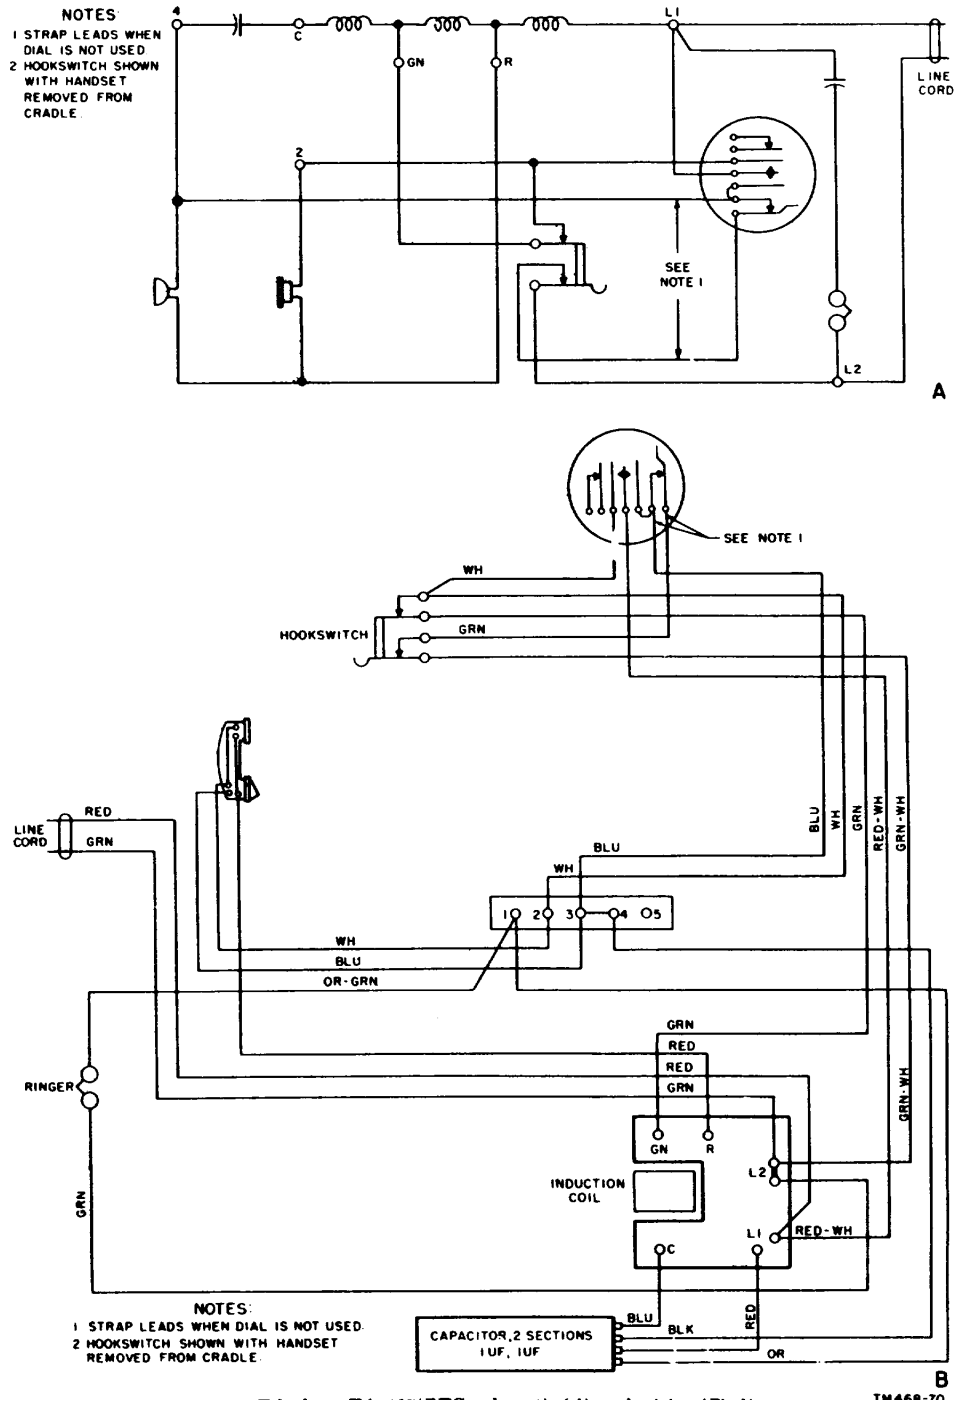 NOTES:
1 STRAP LEADS WHEN
DIAL IS NOT USED
2 HOOKSWITCH SHOWN
WITH HANDSET
REMOVED FROM
CRADLE.
4
C
L1
GN
R
LINE
CORD
2
SEE
NOTE 1
L2
A
SEE NOTE 1
WH
HOOKSWITCH
GRN
RED
LINE
CORD
GRN
BLU
WH
GRN
RED-WH
GRN-WH
BLU
WH
1 2 3 4 5
WH
BLU
OR-GRN
GRN
RED
RED
GRN
RINGER
GRN-WH
GN
R
L2
INDUCTION
COIL
GRN
L1
RED-WH
C
NOTES:
1 STRAP LEADS WHEN DIAL IS NOT USED.
2 HOOKSWITCH SHOWN WITH HANDSET
REMOVED FROM CRADLE.
BLU
RED
BLK
CAPACITOR, 2 SECTIONS
1 UF, 1UF
OR
B
TM468-70